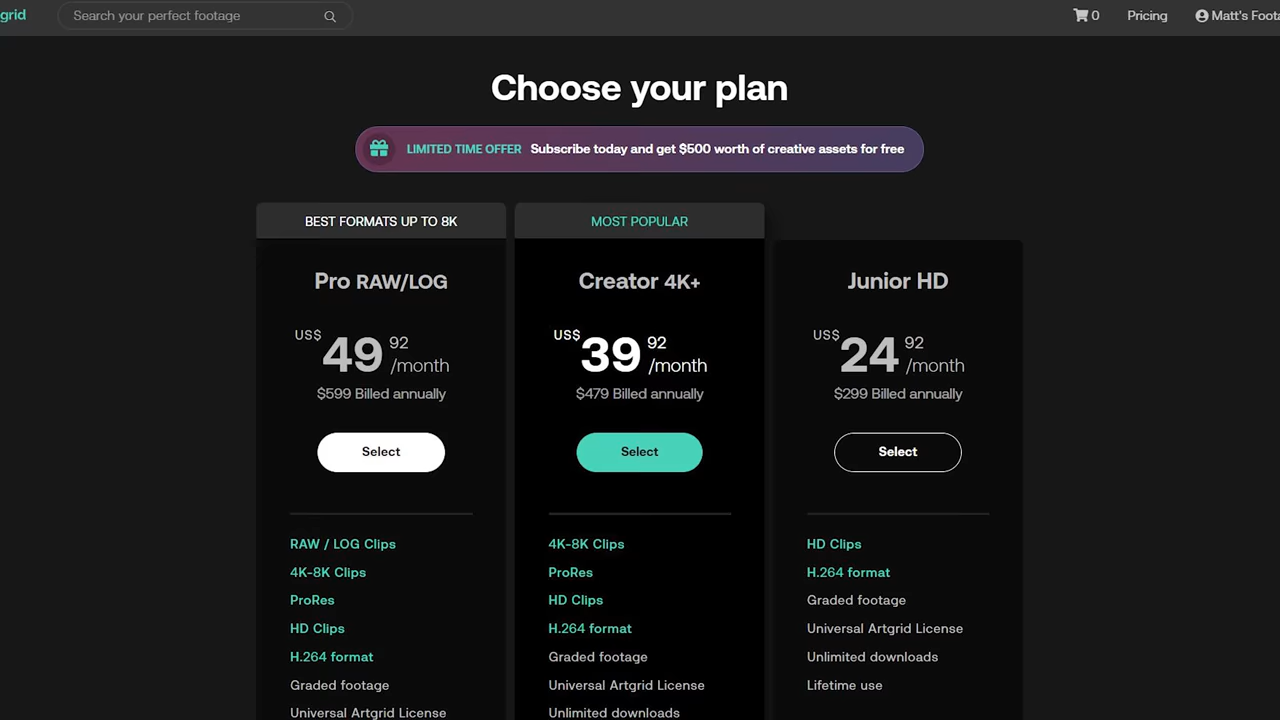 grid
Search your perfect footage
0
Pricing
Matt's Foota
Choose your plan
LIMITED TIME OFFER Subscribe today and get $500 worth of creative assets for free
BEST FORMATS UP TO 8K
Pro RAW/LOG
US$ 49 92 /month
$599 Billed annually
Select
RAW / LOG Clips
4K-8K Clips
ProRes
HD Clips
H.264 format
Graded footage
Universal Artgrid License
MOST POPULAR
Creator 4K+
US$ 39 92 /month
$479 Billed annually
Select
4K-8K Clips
ProRes
HD Clips
H.264 format
Graded footage
Universal Artgrid License
Unlimited downloads
Junior HD
US$ 24 92 /month
$299 Billed annually
Select
HD Clips
H.264 format
Graded footage
Universal Artgrid License
Unlimited downloads
Lifetime use